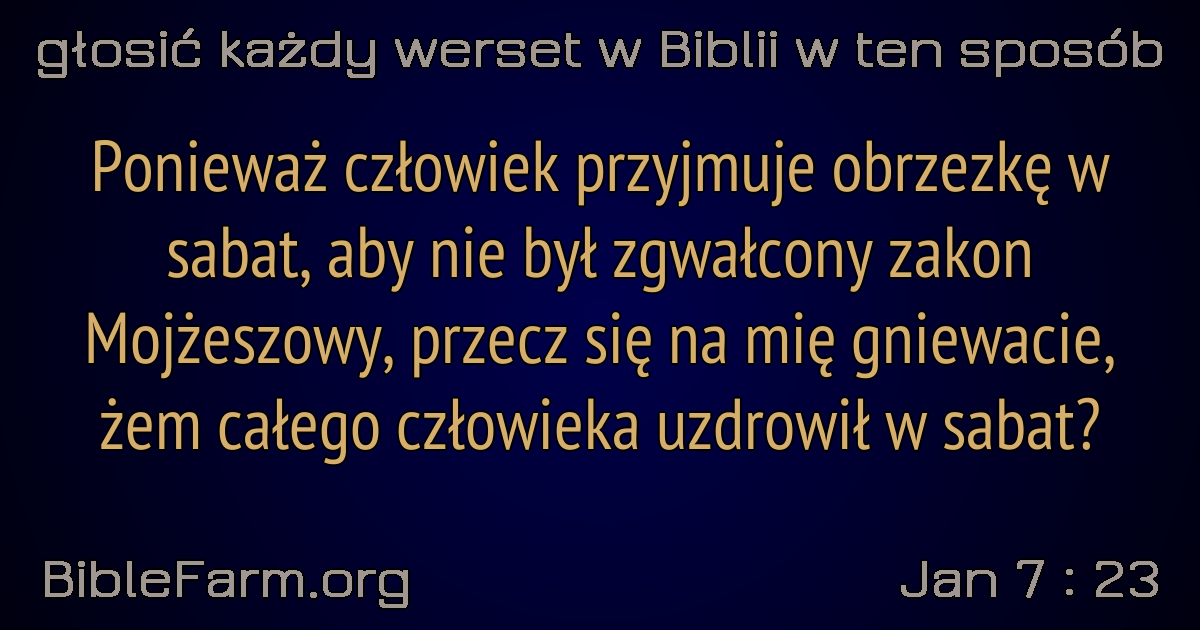 głosić każdy werset w Biblii w ten sposób
Ponieważ człowiek przyjmuje obrzezkę w
sabat, aby nie był zgwałcony zakon
Mojżeszowy, przecz się na mię gniewacie,
żem całego człowieka uzdrowił w sabat?
BibleFarm.org
Jan 7 : 23